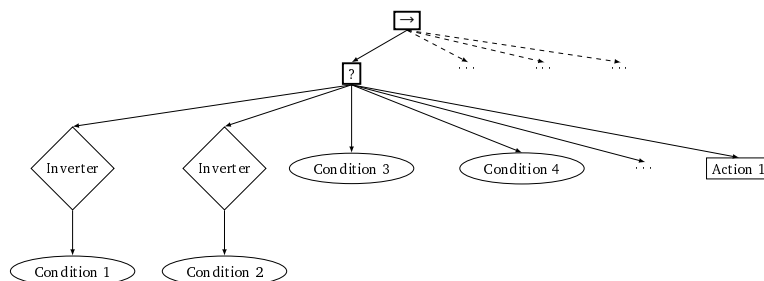 →
... ... ...
?
Inverter Inverter Condition 3 Condition 4 ... Action 1
Condition 1 Condition 2